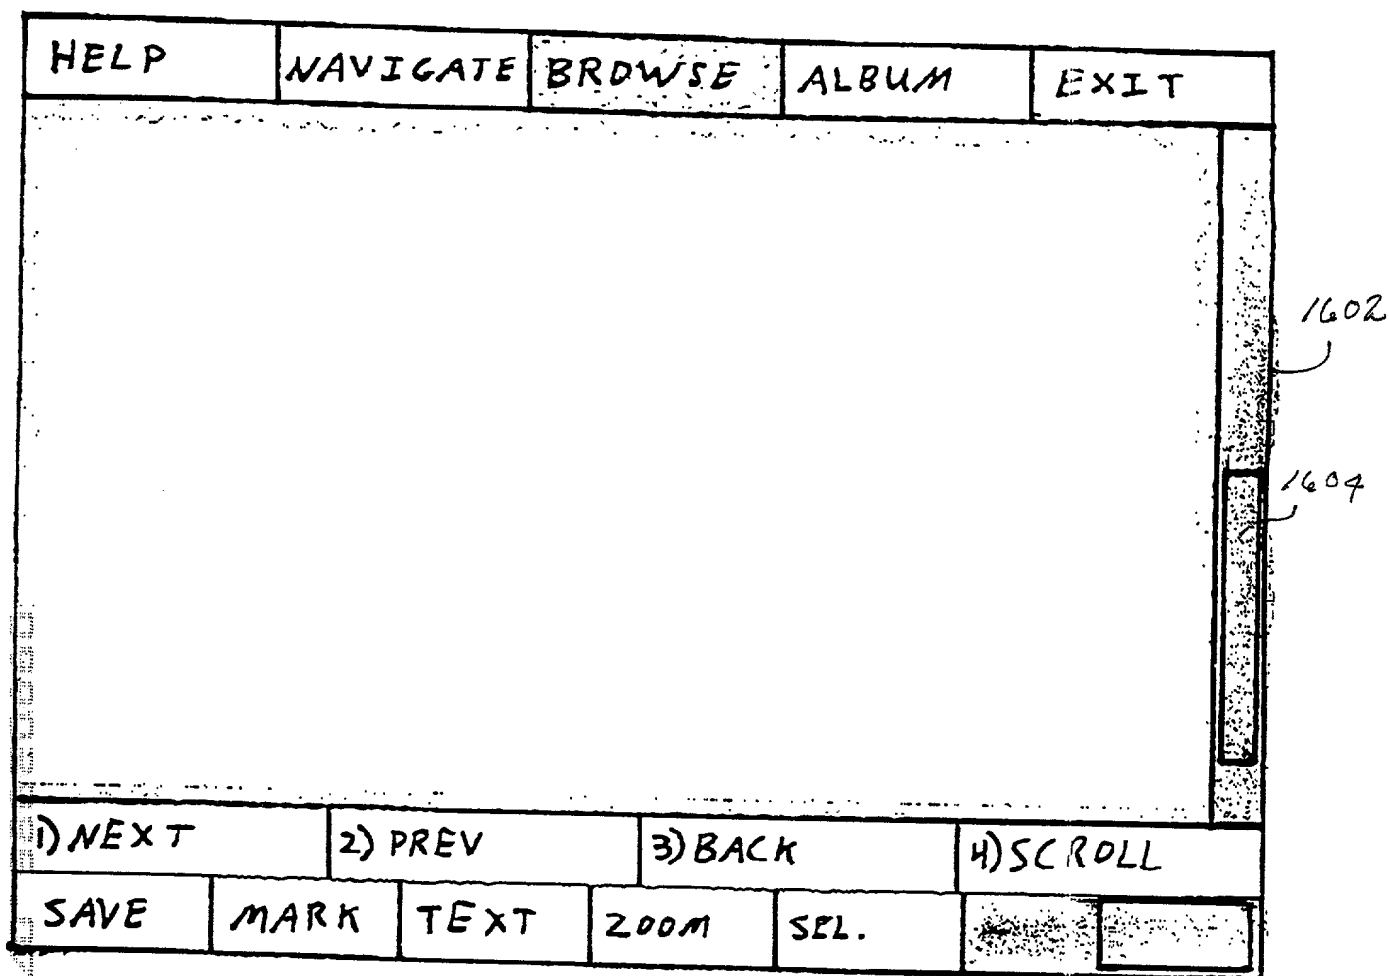 HELP NAVIGATE BROWSE ALBUM EXIT
1602
1604
1) NEXT 2) PREV 3) BACK 4) SCROLL
SAVE MARK TEXT ZOOM SEL.